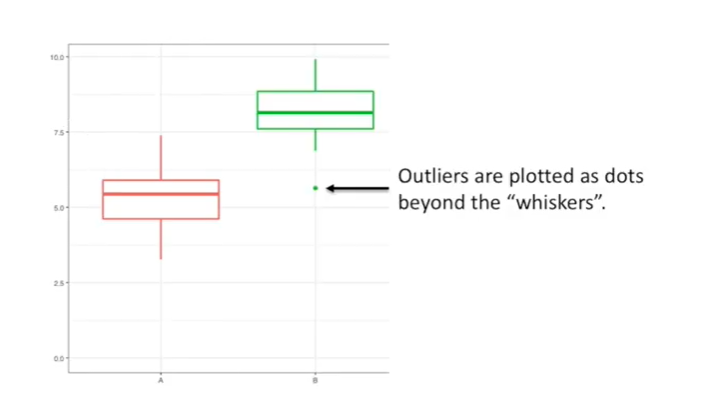 10.0
7.5
5.0
2.5
0.0
A
B
Outliers are plotted as dots
beyond the “whiskers”.